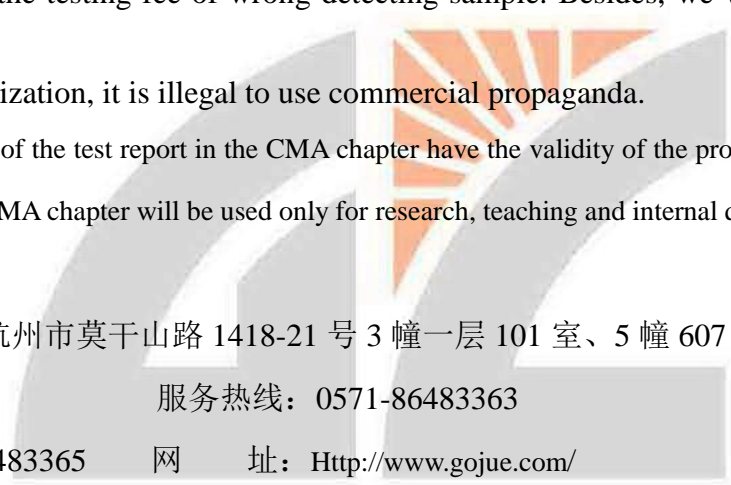 the testing fee of wrong detecting sample. Besides, we
ization, it is illegal to use commercial propaganda.
of the test report in the CMA chapter have the validity of the pro
MA chapter will be used only for research, teaching and internal
杭州市莫干山路 1418-21 号 3 幢一层 101 室、5 幢 607
服务热线：0571-86483363
483365 网 址：Http://www.gojue.com/